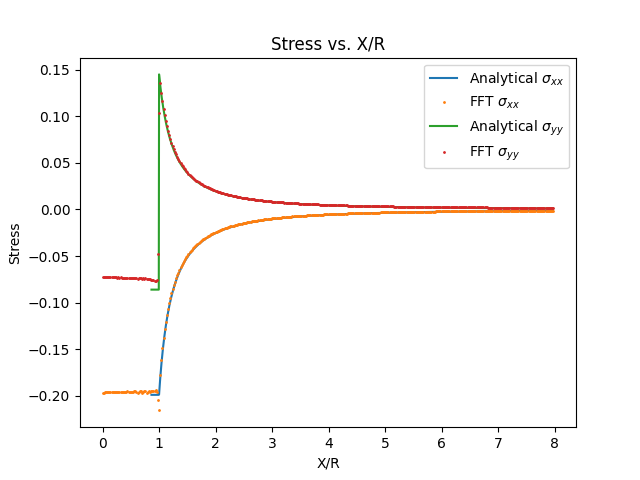 Stress vs. X/R
Analytical σxx
FFT σxx
Analytical σyy
FFT σyy
Stress
0.15
0.10
0.05
0.00
−0.05
−0.10
−0.15
−0.20
0 1 2 3 4 5 6 7 8
X/R